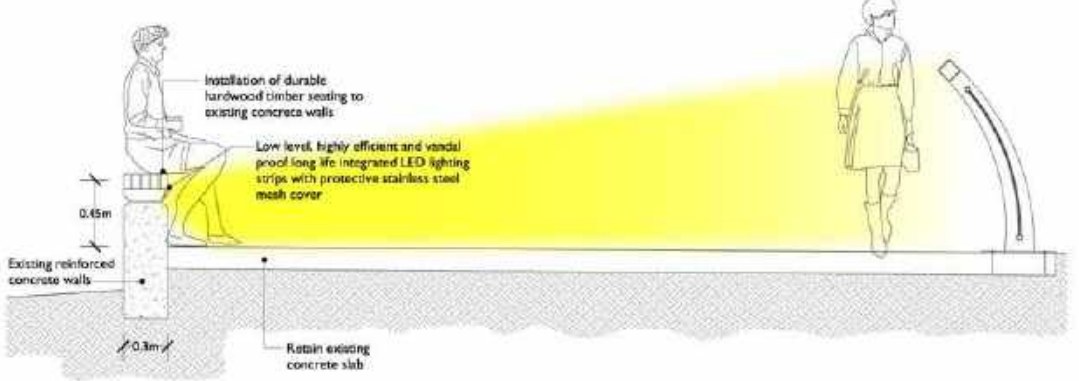 Installation of durable
hardwood timber seating to
existing concrete walls
Low level, highly efficient and vandal
proof long life integrated LED lighting
strips with protective stainless steel
mesh cover
0.45m
Existing reinforced
concrete walls
0.3m
Retain existing
concrete slab